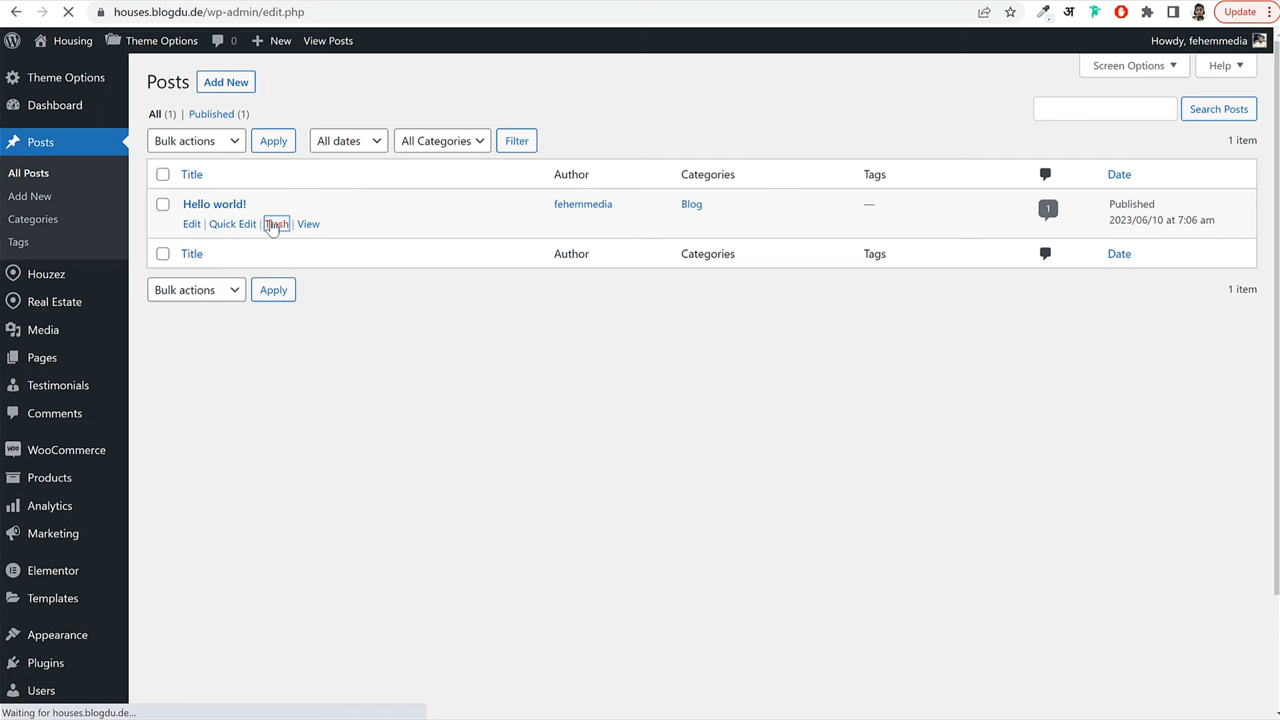 houses.blogdu.de/wp-admin/edit.php
अ
Update
Housing
Theme Options
0
New
View Posts
Howdy, fehemmedia
Theme Options
Dashboard
Posts
All Posts
Add New
Categories
Tags
Houzez
Real Estate
Media
Pages
Testimonials
Comments
WooCommerce
Products
Analytics
Marketing
Elementor
Templates
Appearance
Plugins
Users
Posts
Add New
Screen Options
Help
All (1) | Published (1)
Search Posts
Bulk actions
Apply
All dates
All Categories
Filter
1 item
Title
Author
Categories
Tags
Date
Hello world!
fehemmedia
Blog
—
1
Published
2023/06/10 at 7:06 am
Edit | Quick Edit | Trash | View
Title
Author
Categories
Tags
Date
Bulk actions
Apply
1 item
Waiting for houses.blogdu.de...